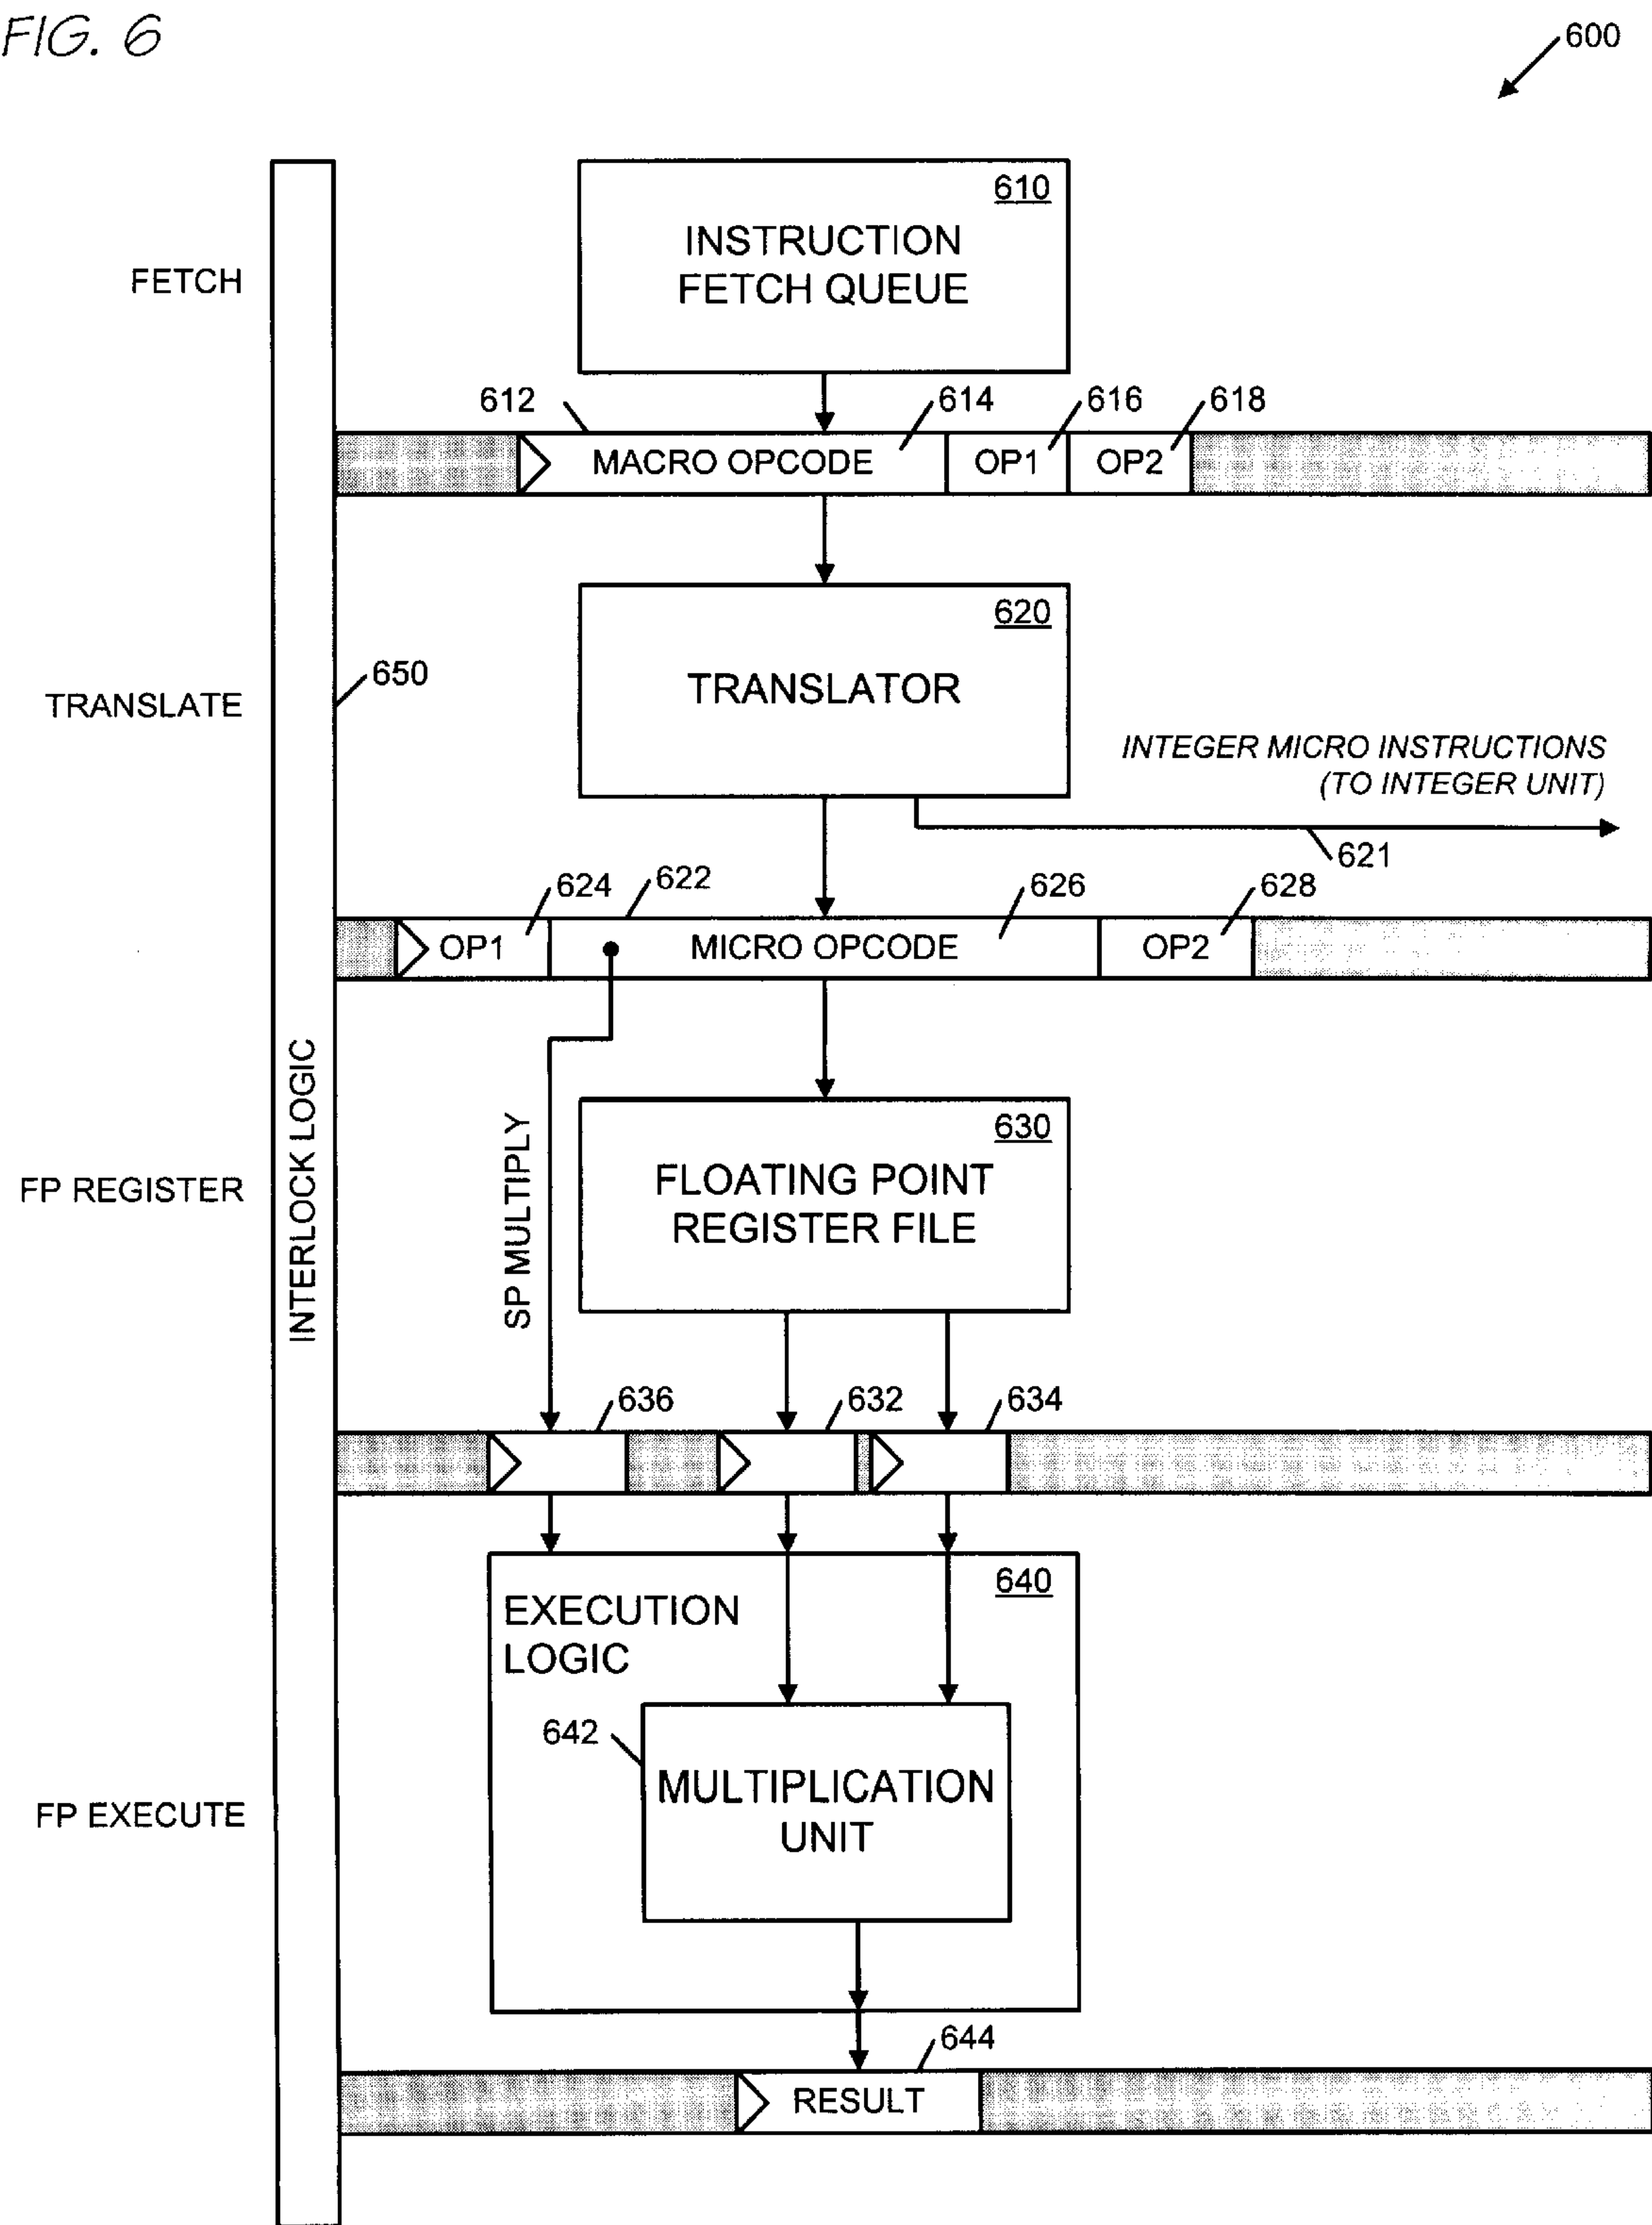 FIG. 6
600
610
INSTRUCTION
FETCH QUEUE
FETCH
612
614
616
618
MACRO OPCODE
OP1
OP2
620
TRANSLATOR
650
TRANSLATE
INTEGER MICRO INSTRUCTIONS
(TO INTEGER UNIT)
621
624
622
626
628
OP1
MICRO OPCODE
OP2
INTERLOCK LOGIC
SP MULTIPLY
630
FLOATING POINT
REGISTER FILE
FP REGISTER
636
632
634
640
EXECUTION
LOGIC
642
MULTIPLICATION
UNIT
FP EXECUTE
644
RESULT